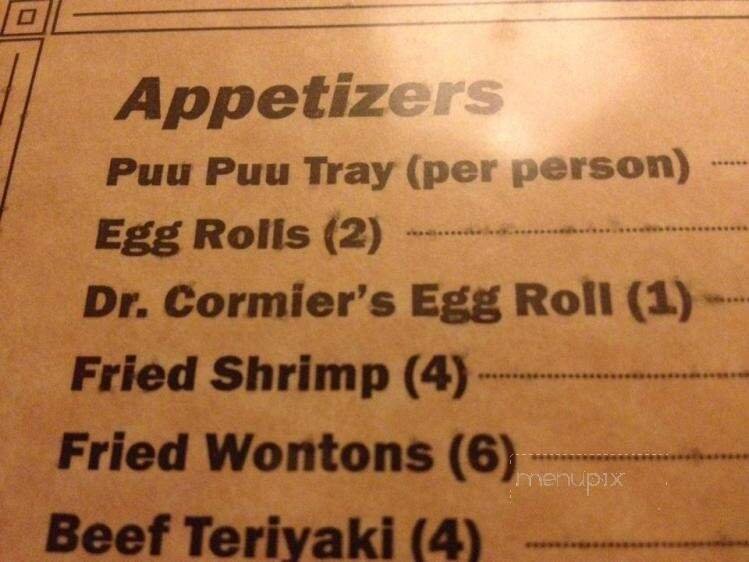 Appetizers
Puu Puu Tray (per person)
Egg Rolls (2)
Dr. Cormier's Egg Roll (1)
Fried Shrimp (4)
Fried Wontons (6)
menupix
Beef Teriyaki (4)